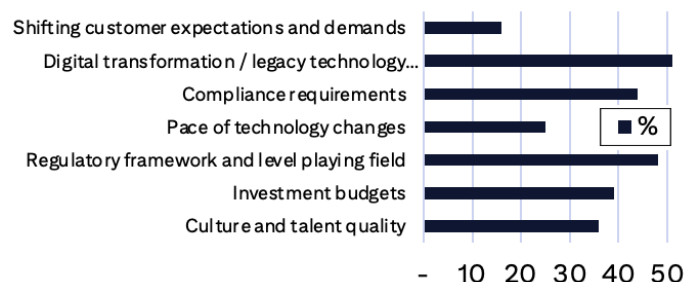 Shifting customer expectations and demands
Digital transformation / legacy technology...
Compliance requirements
Pace of technology changes
%
Regulatory framework and level playing field
Investment budgets
Culture and talent quality
- 10 20 30 40 50